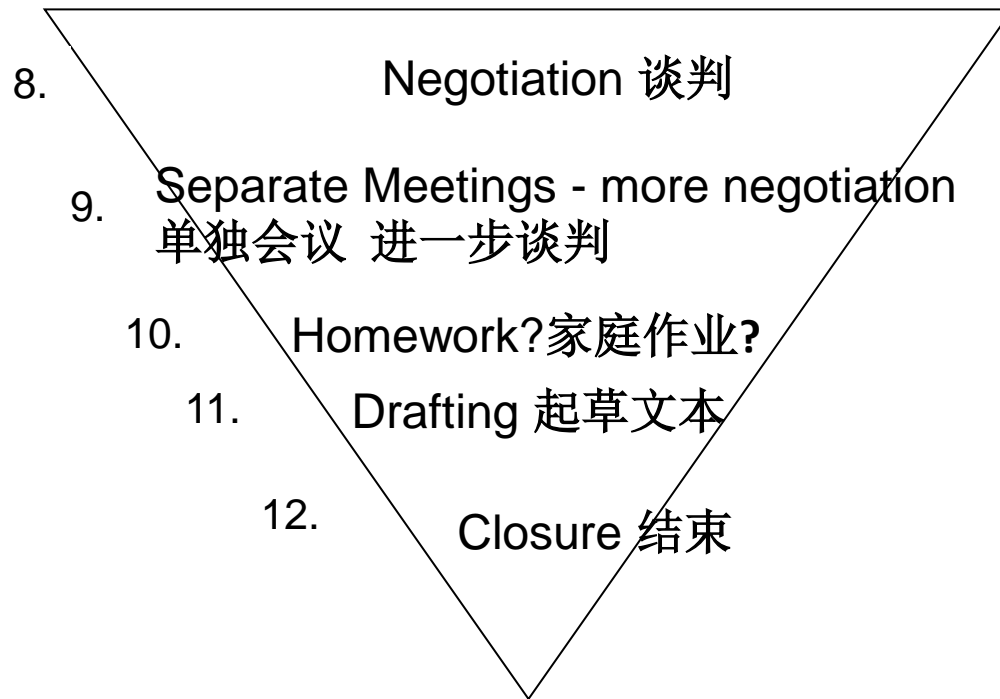 8. Negotiation 谈判
9. Separate Meetings - more negotiation
单独会议 进一步谈判
10. Homework?家庭作业?
11. Drafting 起草文本
12. Closure 结束